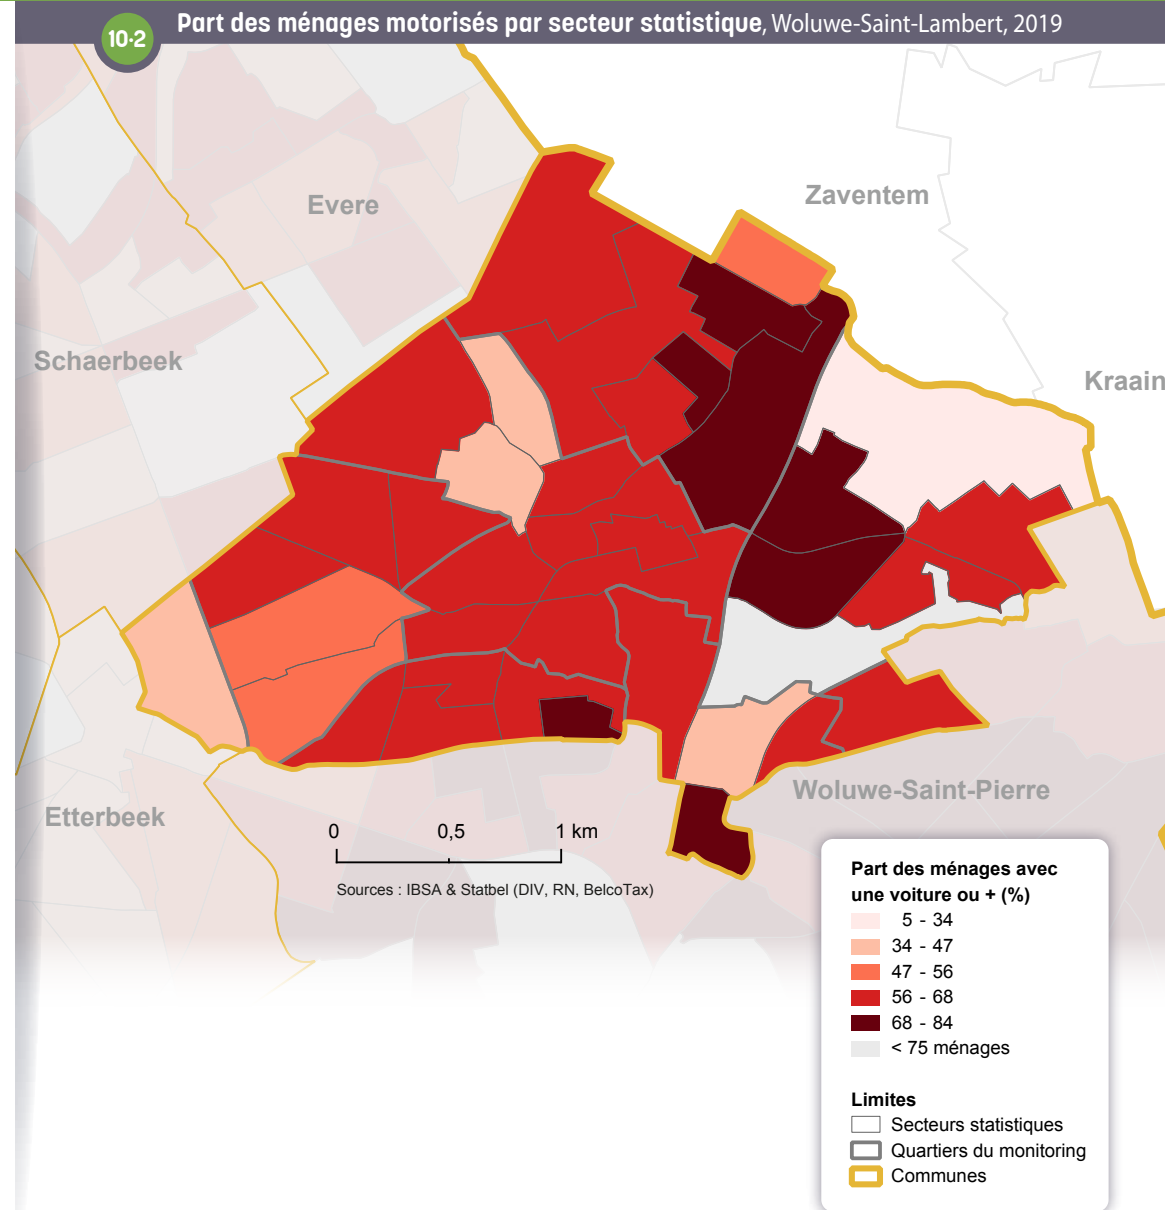 10·2
Part des ménages motorisés par secteur statistique, Woluwe-Saint-Lambert, 2019
Zaventem
Evere
Schaerbeek
Kraain
Woluwe-Saint-Pierre
Etterbeek
0 0,5 1 km
Sources : IBSA & Statbel (DIV, RN, BelcoTax)
Part des ménages avec
une voiture ou + (%)
5 - 34
34 - 47
47 - 56
56 - 68
68 - 84
< 75 ménages
Limites
Secteurs statistiques
Quartiers du monitoring
Communes